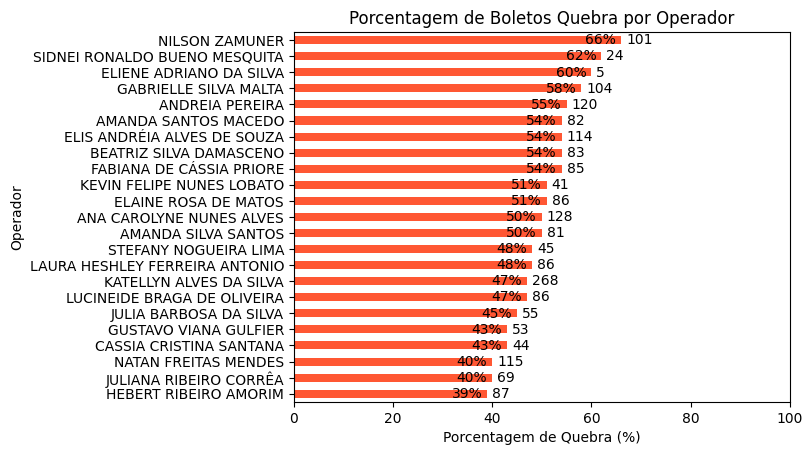 Porcentagem de Boletos Quebra por Operador
NILSON ZAMUNER 66% 101
SIDNEI RONALDO BUENO MESQUITA 62% 24
ELIENE ADRIANO DA SILVA 60% 5
GABRIELLE SILVA MALTA 58% 104
ANDREIA PEREIRA 55% 120
AMANDA SANTOS MACEDO 54% 82
ELIS ANDRÉIA ALVES DE SOUZA 54% 114
BEATRIZ SILVA DAMASCENO 54% 83
FABIANA DE CÁSSIA PRIORE 54% 85
KEVIN FELIPE NUNES LOBATO 51% 41
ELAINE ROSA DE MATOS 51% 86
ANA CAROLYNE NUNES ALVES 50% 128
AMANDA SILVA SANTOS 50% 81
STEFANY NOGUEIRA LIMA 48% 45
LAURA HESHLEY FERREIRA ANTONIO 48% 86
KATELLYN ALVES DA SILVA 47% 268
LUCINEIDE BRAGA DE OLIVEIRA 47% 86
JULIA BARBOSA DA SILVA 45% 55
GUSTAVO VIANA GULFIER 43% 53
CASSIA CRISTINA SANTANA 43% 44
NATAN FREITAS MENDES 40% 115
JULIANA RIBEIRO CORRÊA 40% 69
HEBERT RIBEIRO AMORIM 39% 87
Operador
0 20 40 60 80 100
Porcentagem de Quebra (%)